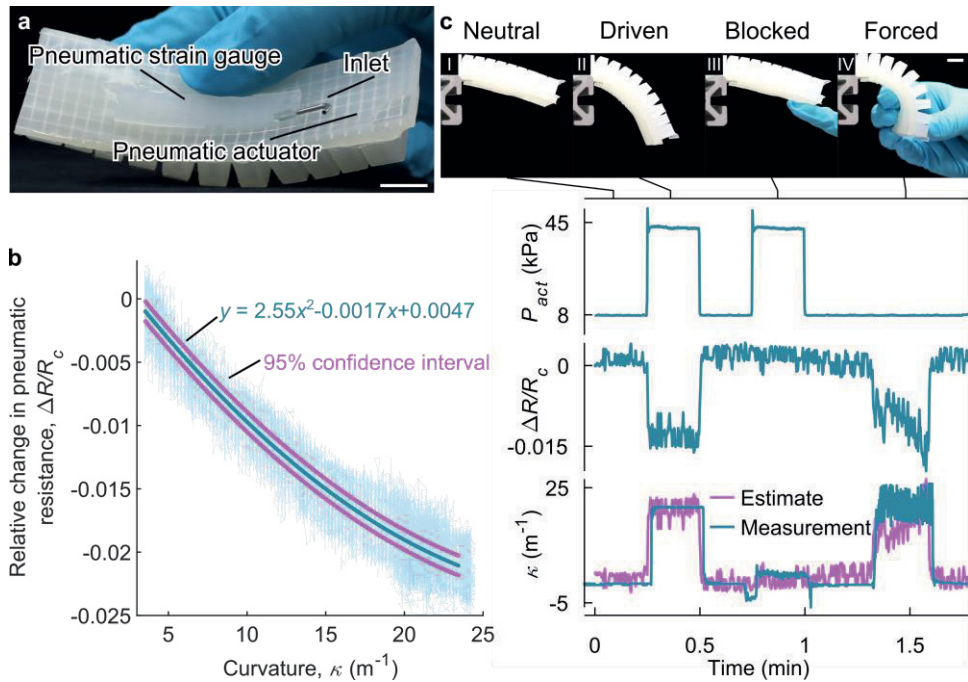 a
Pneumatic strain gauge
Inlet
Pneumatic actuator
b
Relative change in pneumatic
resistance, ΔR/R_c
0
-0.005
-0.01
-0.015
-0.02
-0.025
y = 2.55x²-0.0017x+0.0047
95% confidence interval
5
10
15
20
25
Curvature, κ (m⁻¹)
c
Neutral
Driven
Blocked
Forced
I
II
III
IV
P_act (kPa)
45
8
ΔR/R_c
0
-0.015
κ (m⁻¹)
25
-5
Estimate
Measurement
0
0.5
1
1.5
Time (min)